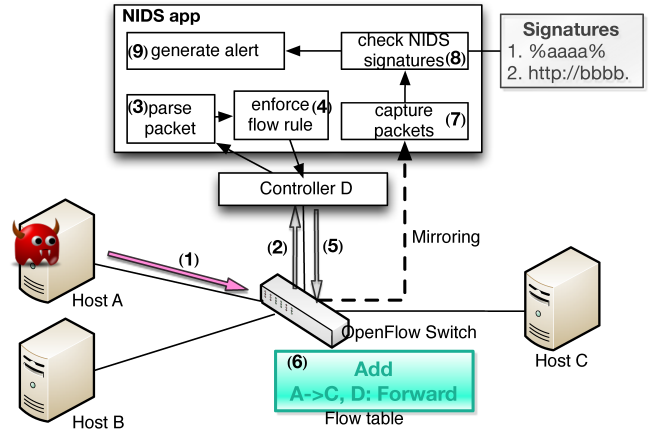 NIDS app
Signatures
1. %aaaa%
2. http://bbbb.
(9) generate alert
check NIDS
signatures(8)
(3)parse
packet
enforce(4)
flow rule
capture
packets (7)
Controller D
Mirroring
(1)
(2)
(5)
Host A
OpenFlow Switch
Host C
(6)
Add
A->C, D: Forward
Flow table
Host B